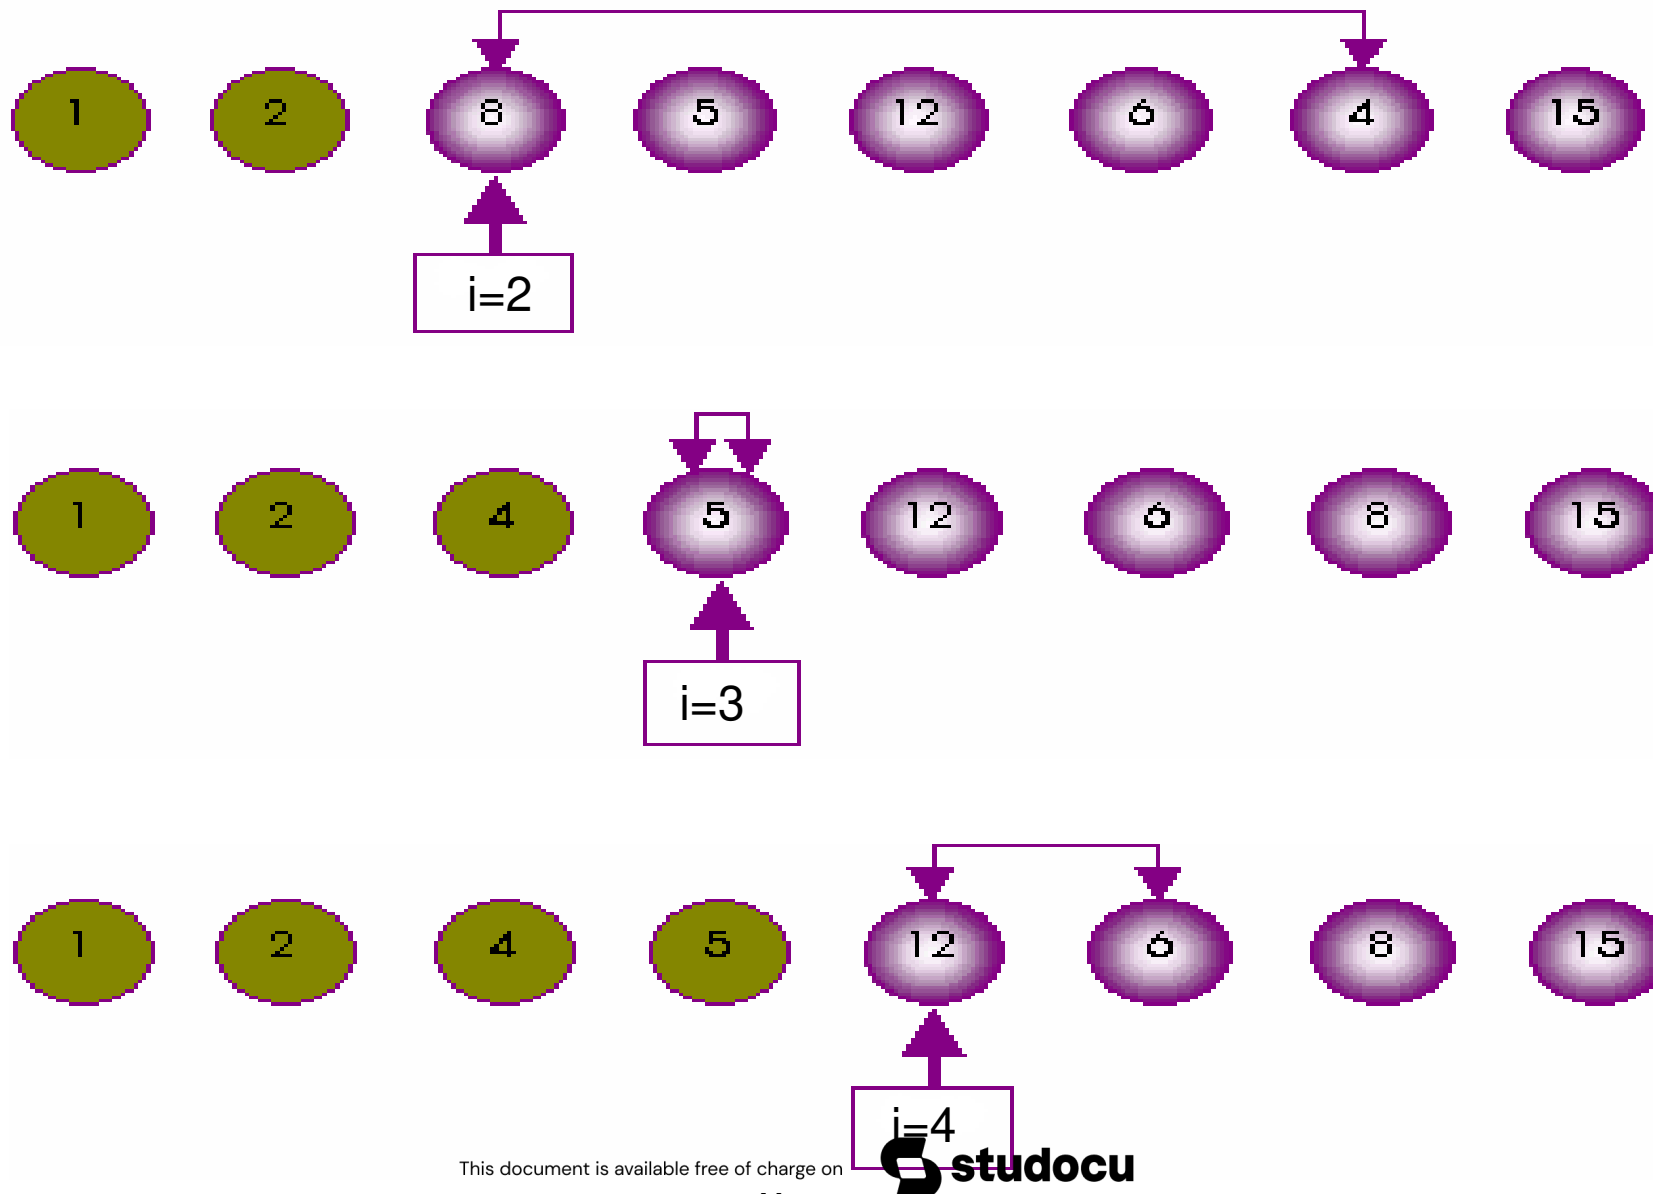 1 2 8 5 12 6 4 15
i=2
1 2 4 5 12 6 8 15
i=3
1 2 4 5 12 6 8 15
i=4
This document is available free of charge on studocu